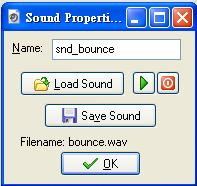 Sound Properti...
Name: snd_bounce
Load Sound
Save Sound
Filename: bounce.wav
OK